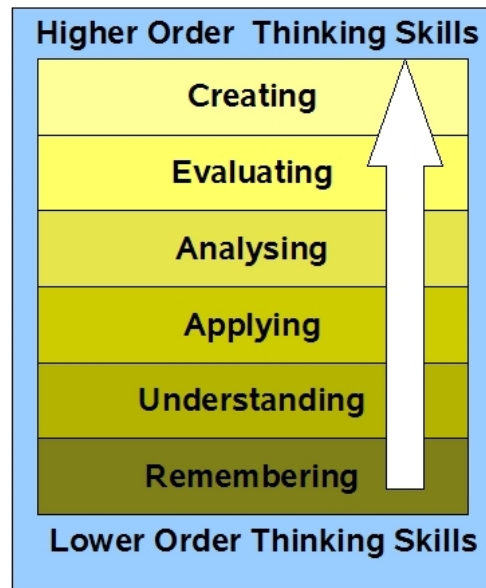 Higher Order Thinking Skills
Creating
Evaluating
Analysing
Applying
Understanding
Remembering
Lower Order Thinking Skills